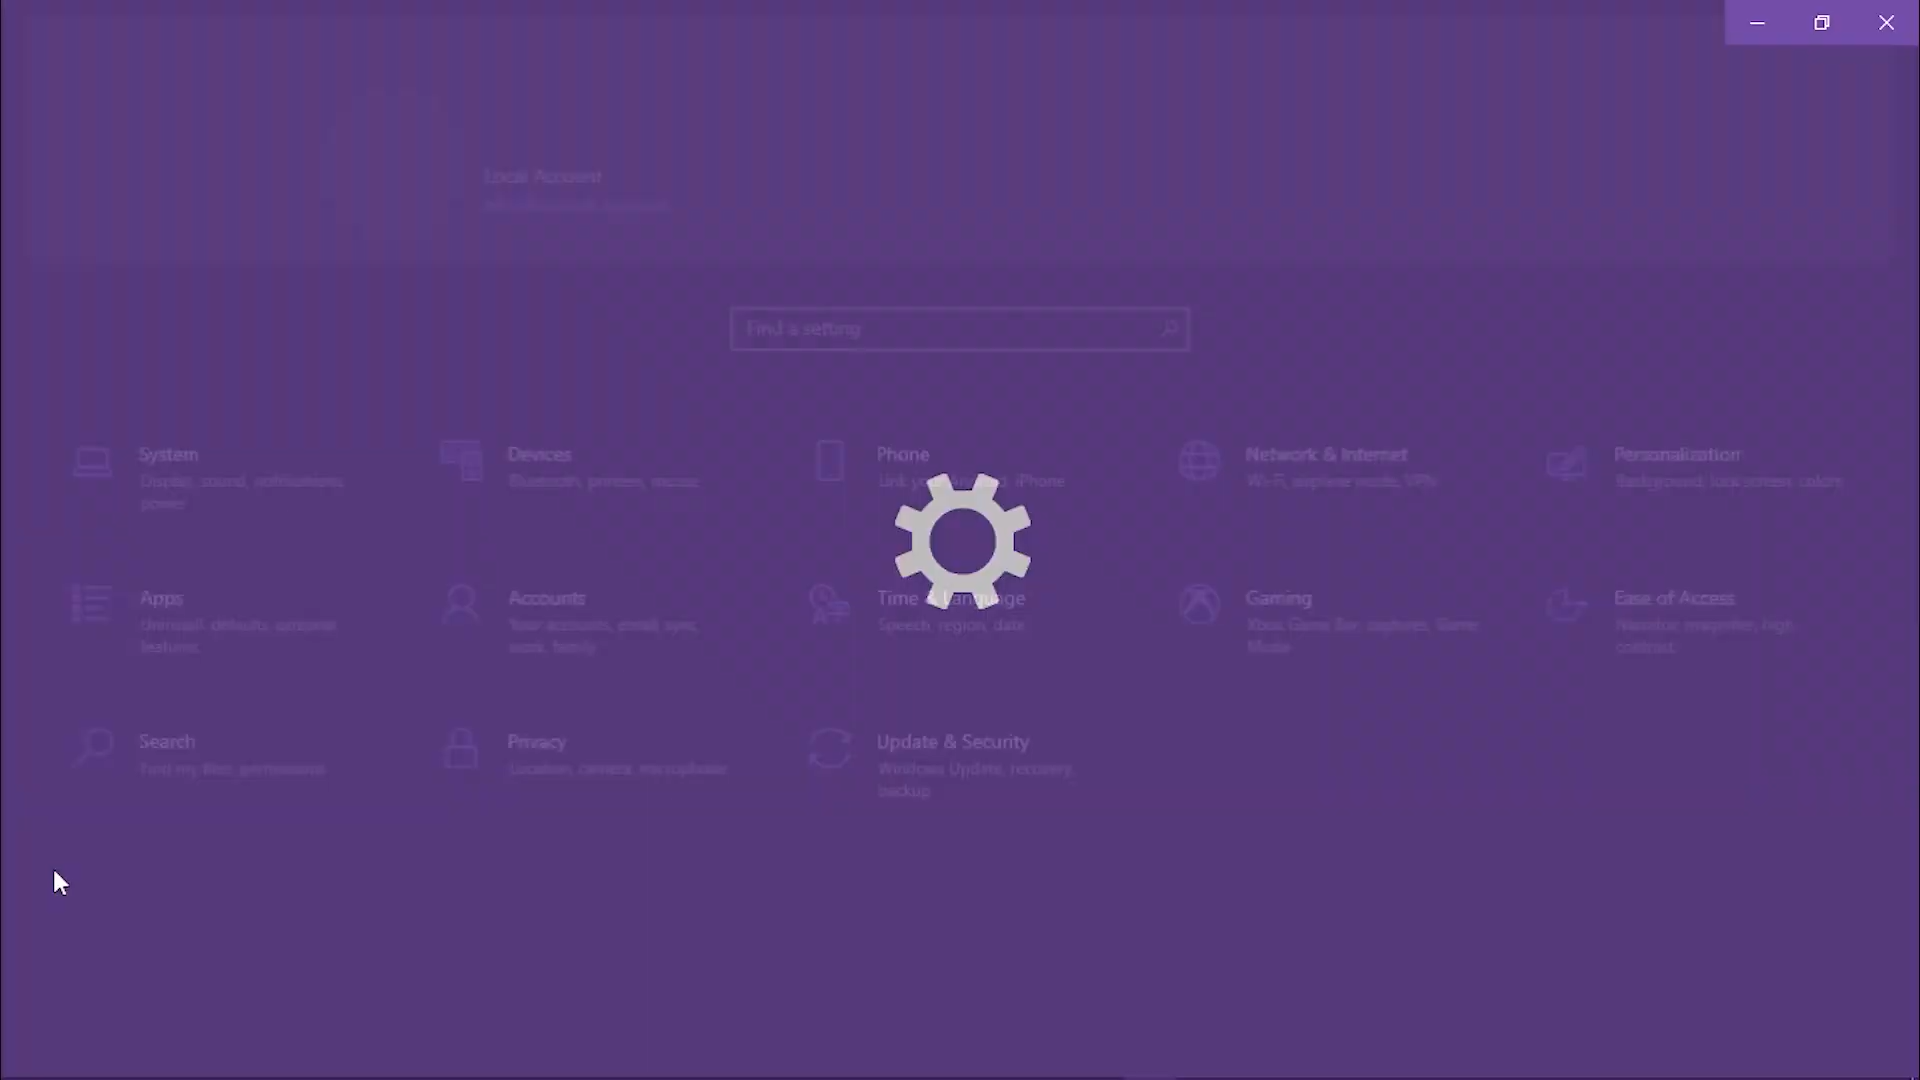 Local Account
Find a setting
System
Display, sound, notifications,
power
Devices
Bluetooth, printers, mouse
Phone
Link your Android, iPhone
Network & Internet
Wi-Fi, airplane mode, VPN
Personalization
Background, lock screen, colors
Apps
Uninstall, defaults, optional
features
Accounts
Your accounts, email, sync,
work, family
Time & Language
Speech, region, date
Gaming
Xbox Game Bar, captures, Game
Mode
Ease of Access
Narrator, magnifier, high
contrast
Search
Find my files, permissions
Privacy
Location, camera, microphone
Update & Security
Windows Update, recovery,
backup